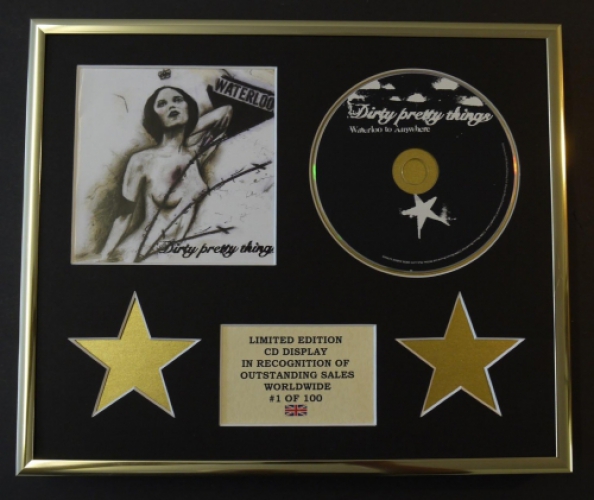 WATERLOO
Dirty pretty thing
Dirty pretty things
Waterloo to Anywhere
LIMITED EDITION
CD DISPLAY
IN RECOGNITION OF
OUTSTANDING SALES
WORLDWIDE
#1 OF 100